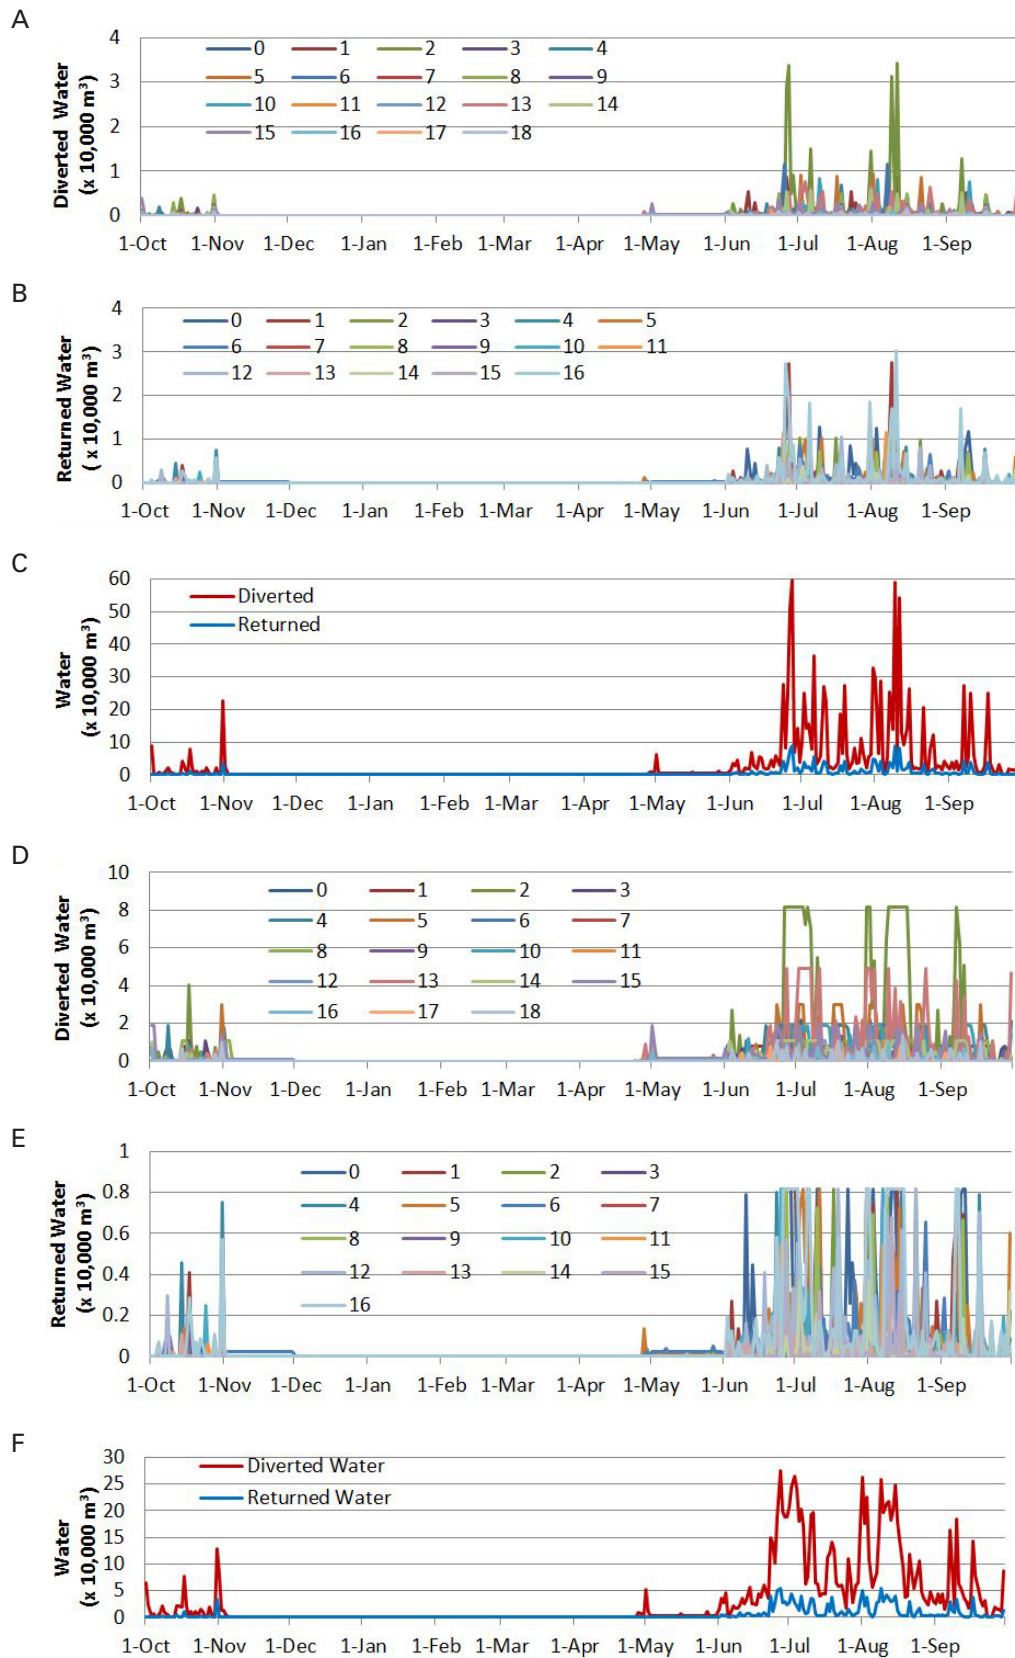 A
Diverted Water
(x 10,000 m³)
4
3
2
1
0
0 1 2 3 4
5 6 7 8 9
10 11 12 13 14
15 16 17 18
1-Oct 1-Nov 1-Dec 1-Jan 1-Feb 1-Mar 1-Apr 1-May 1-Jun 1-Jul 1-Aug 1-Sep
B
Returned Water
( x 10,000 m³)
4
3
2
1
0
0 1 2 3 4 5
6 7 8 9 10 11
12 13 14 15 16
1-Oct 1-Nov 1-Dec 1-Jan 1-Feb 1-Mar 1-Apr 1-May 1-Jun 1-Jul 1-Aug 1-Sep
C
Water
(x 10,000 m³)
60
50
40
30
20
10
0
Diverted
Returned
1-Oct 1-Nov 1-Dec 1-Jan 1-Feb 1-Mar 1-Apr 1-May 1-Jun 1-Jul 1-Aug 1-Sep
D
Diverted Water
(x 10,000 m³)
10
8
6
4
2
0
0 1 2 3
4 5 6 7
8 9 10 11
12 13 14 15
16 17 18
1-Oct 1-Nov 1-Dec 1-Jan 1-Feb 1-Mar 1-Apr 1-May 1-Jun 1-Jul 1-Aug 1-Sep
E
Returned Water
(x 10,000 m³)
1
0.8
0.6
0.4
0.2
0
0 1 2 3
4 5 6 7
8 9 10 11
12 13 14 15
16
1-Oct 1-Nov 1-Dec 1-Jan 1-Feb 1-Mar 1-Apr 1-May 1-Jun 1-Jul 1-Aug 1-Sep
F
Water
(x 10,000 m³)
30
25
20
15
10
5
0
Diverted Water
Returned Water
1-Oct 1-Nov 1-Dec 1-Jan 1-Feb 1-Mar 1-Apr 1-May 1-Jun 1-Jul 1-Aug 1-Sep